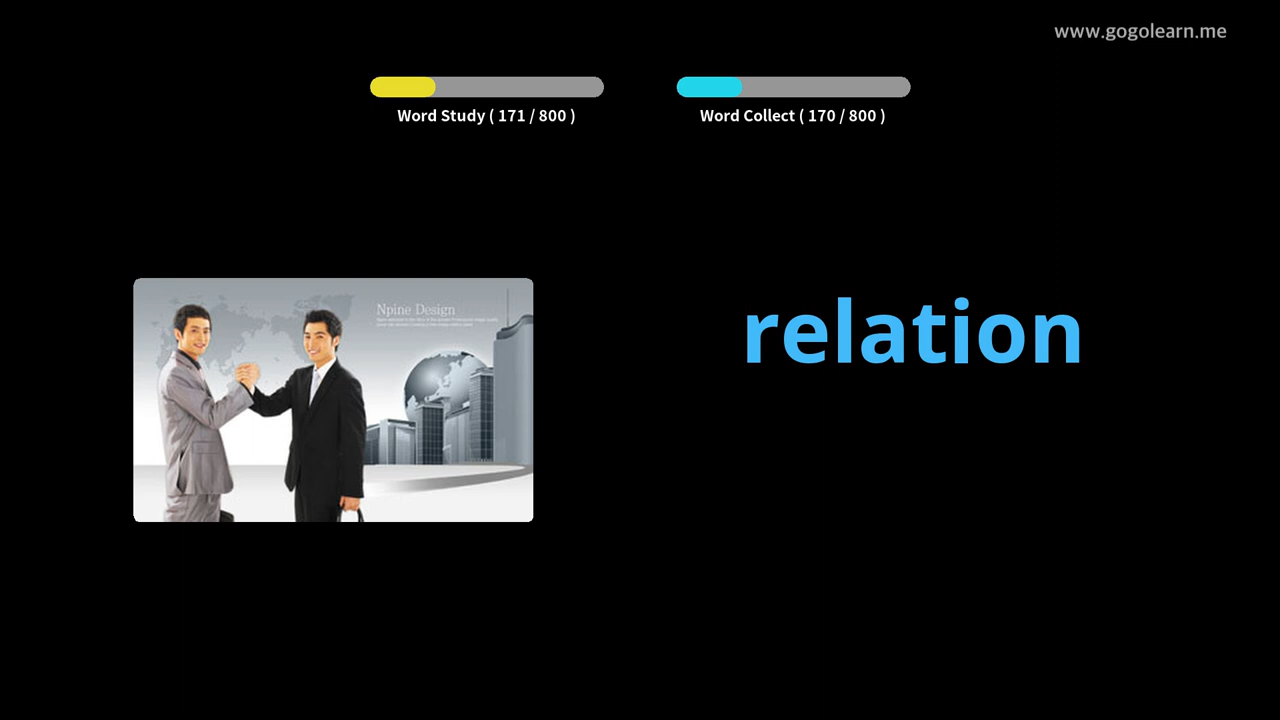 www.gogolearn.me
Word Study ( 171 / 800 )
Word Collect ( 170 / 800 )
Npine Design
relation